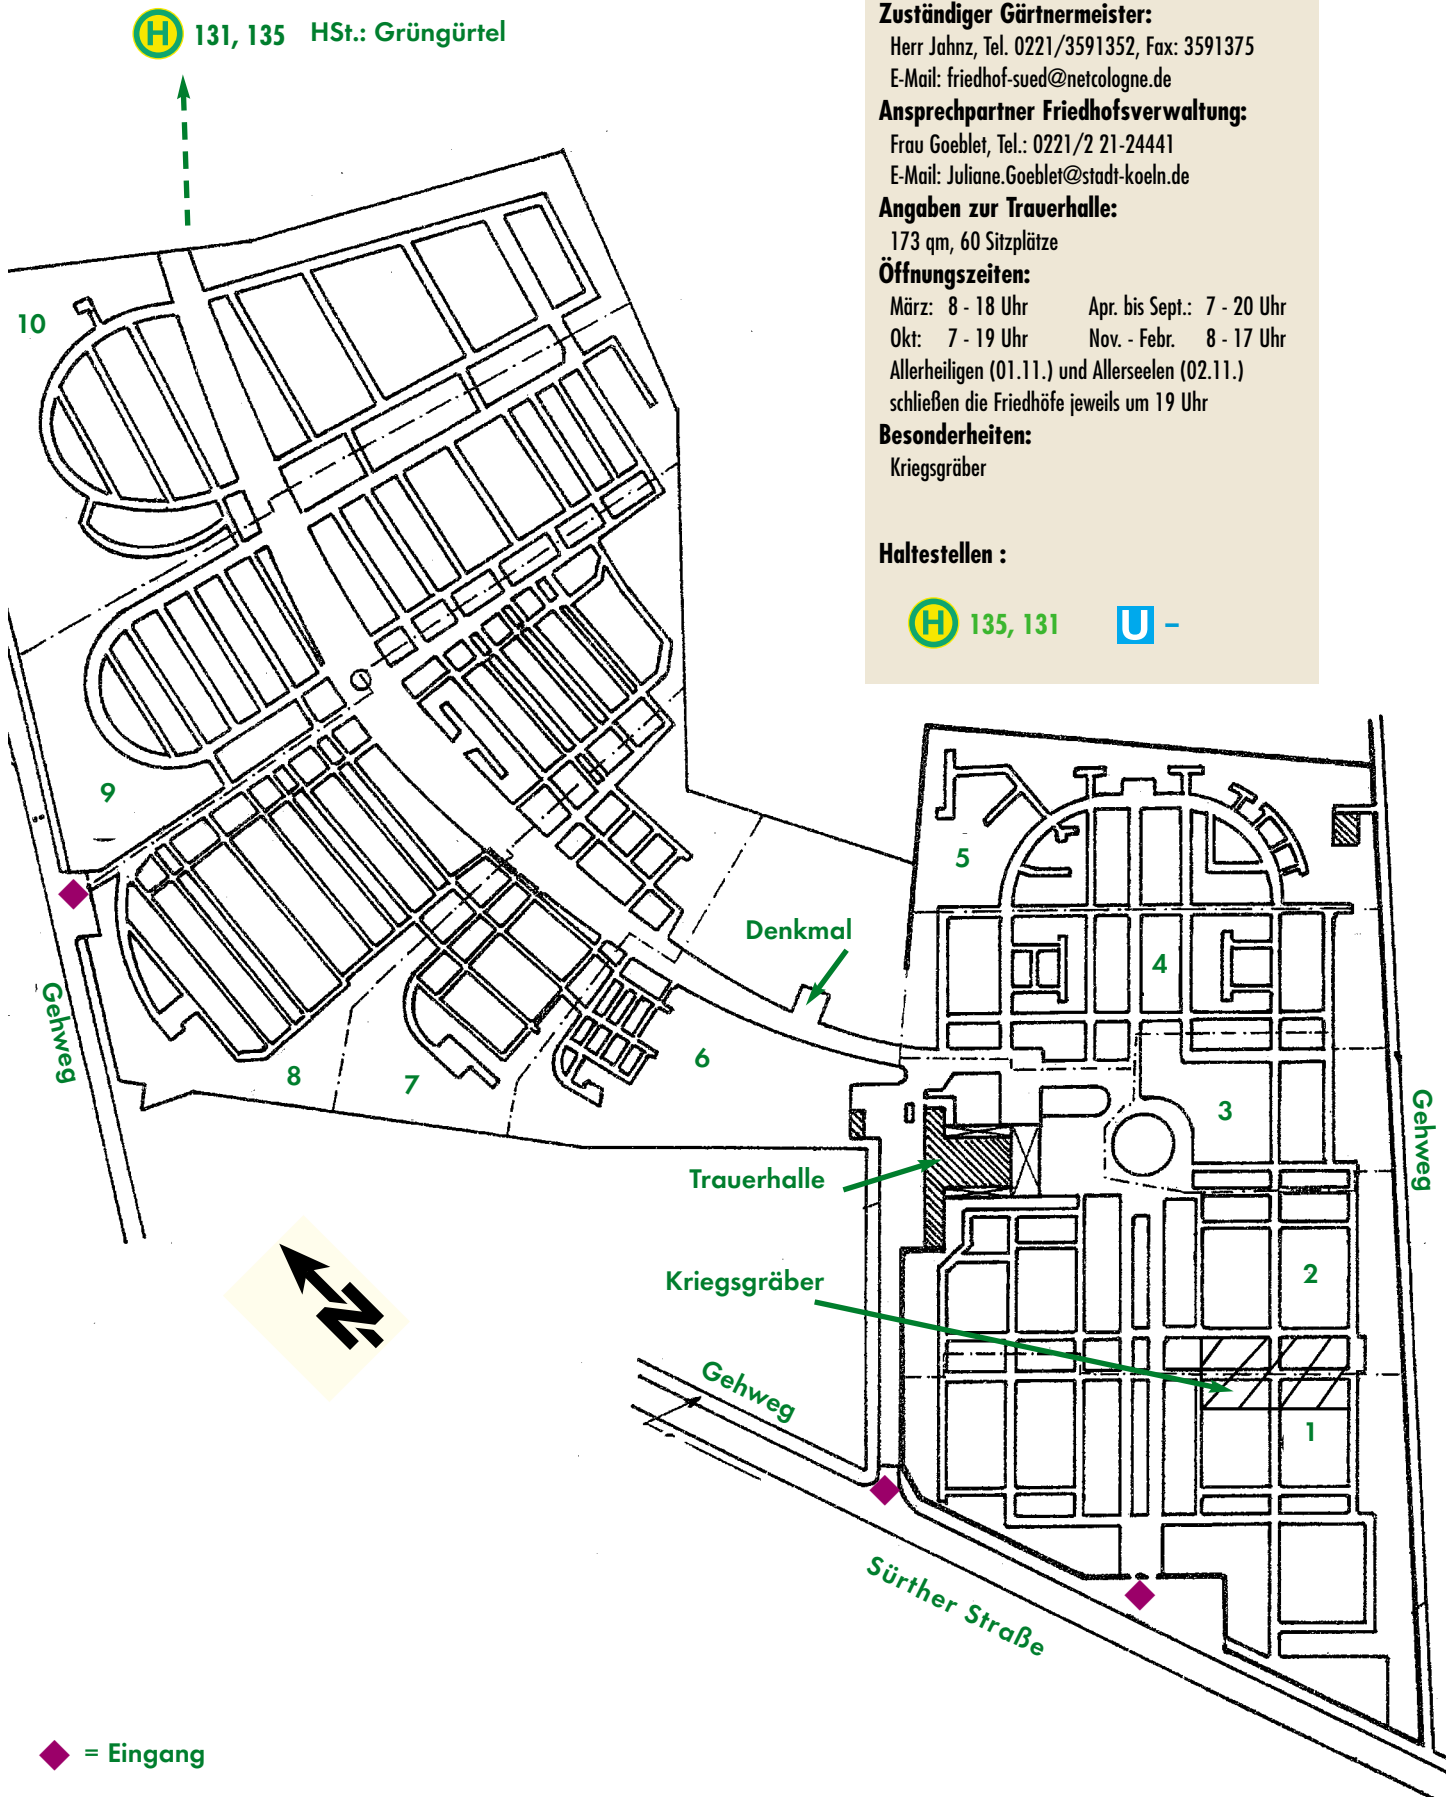 H 131, 135 HSt.: Grüngürtel
Zuständiger Gärtnermeister:
Herr Jahnz, Tel. 0221/3591352, Fax: 3591375
E-Mail: friedhof-sued@netcologne.de
Ansprechpartner Friedhofsverwaltung:
Frau Goeblet, Tel.: 0221/2 21-24441
E-Mail: Juliane.Goeblet@stadt-koeln.de
Angaben zur Trauerhalle:
173 qm, 60 Sitzplätze
Öffnungszeiten:
März: 8 - 18 Uhr Apr. bis Sept.: 7 - 20 Uhr
Okt: 7 - 19 Uhr Nov. - Febr. 8 - 17 Uhr
Allerheiligen (01.11.) und Allerseelen (02.11.)
schließen die Friedhöfe jeweils um 19 Uhr
Besonderheiten:
Kriegsgräber
Haltestellen :
H 135, 131 U –
10
9
5
Denkmal
4
Gehweg
8
7
6
3
Gehweg
Trauerhalle
Kriegsgräber
2
N
Gehweg
1
Sürther Straße
= Eingang